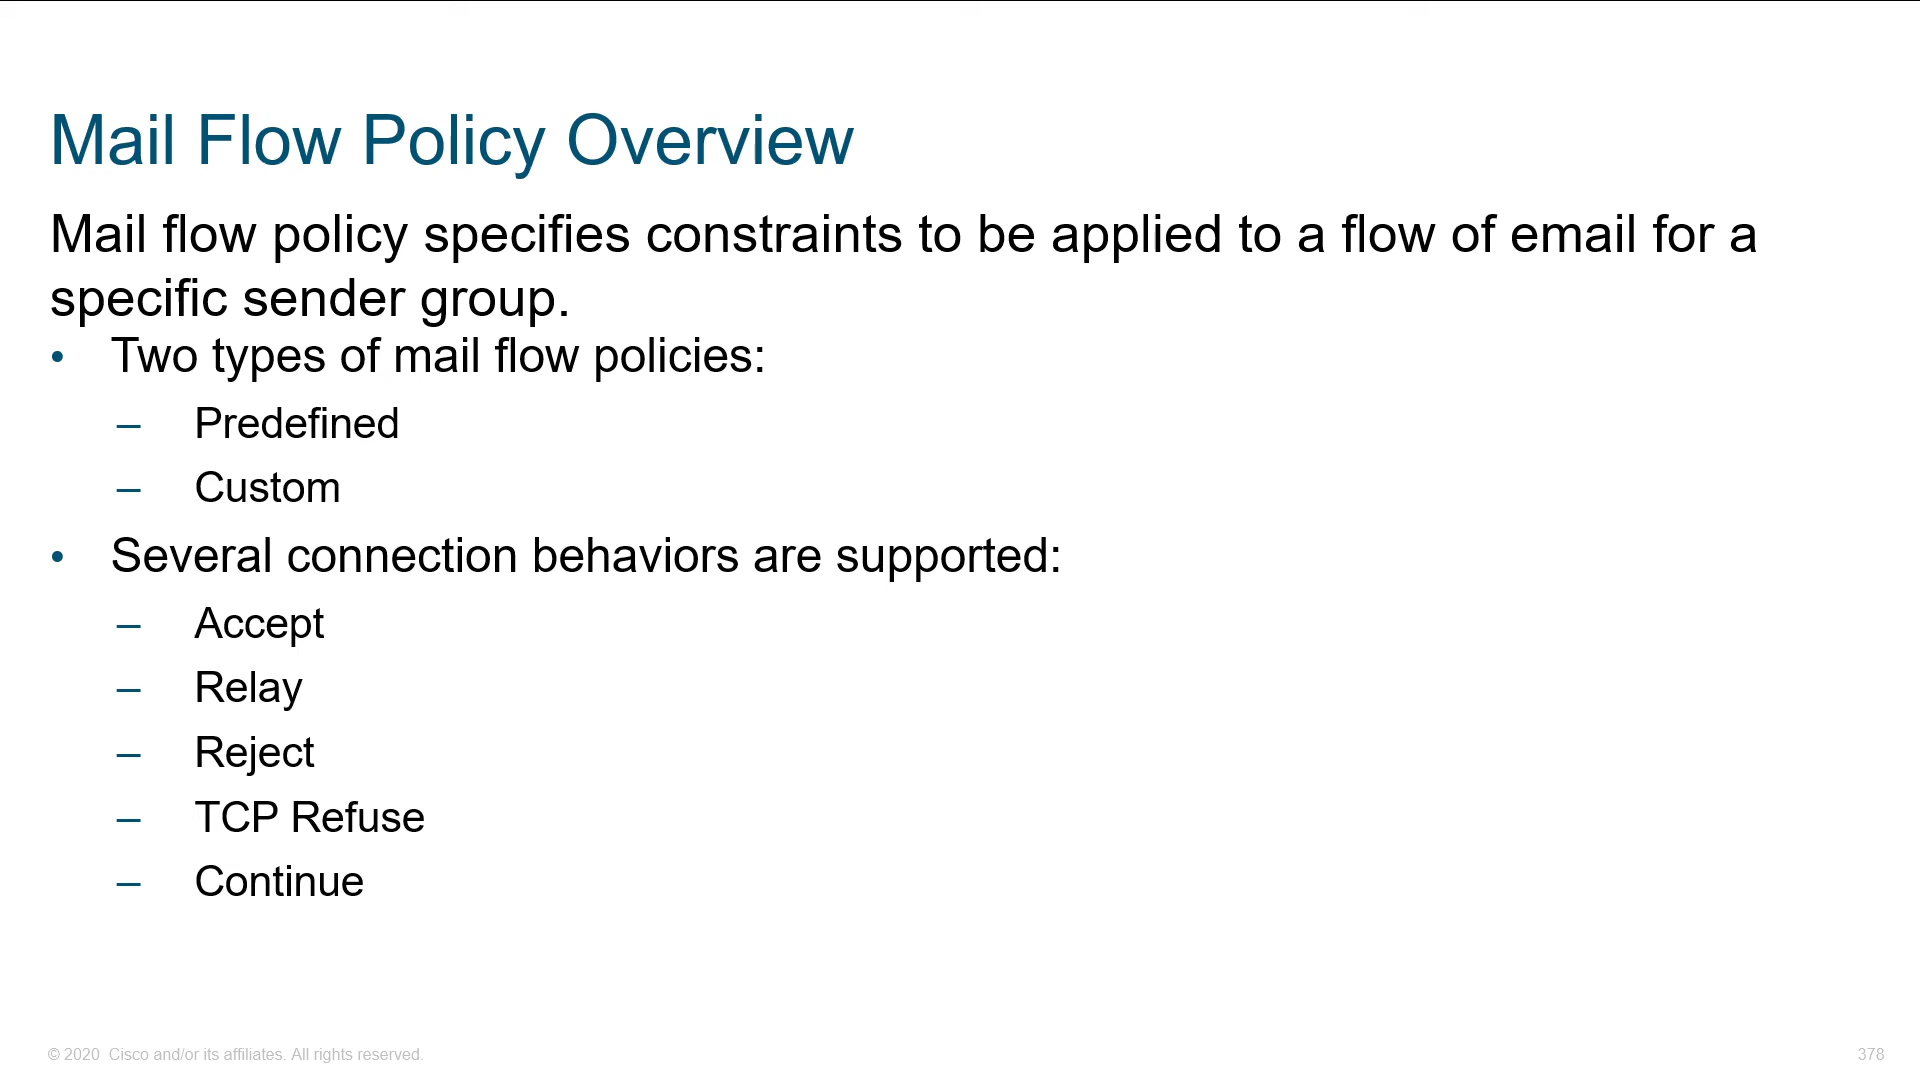 Mail Flow Policy Overview
Mail flow policy specifies constraints to be applied to a flow of email for a
specific sender group.
• Two types of mail flow policies:
– Predefined
– Custom
• Several connection behaviors are supported:
– Accept
– Relay
– Reject
– TCP Refuse
– Continue
© 2020 Cisco and/or its affiliates. All rights reserved.
378